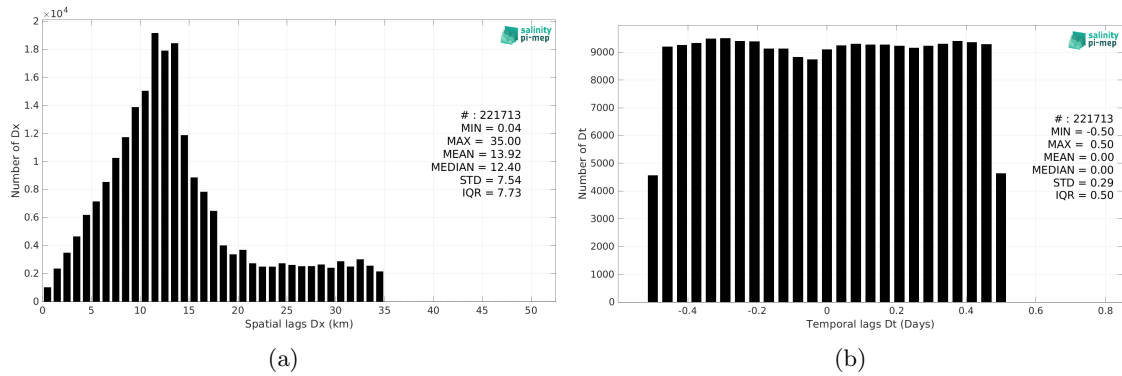 ×10⁴
2
1.8
1.6
1.4
1.2
1
0.8
0.6
0.4
0.2
0
Number of Dx
0 5 10 15 20 25 30 35 40 45 50
Spatial lags Dx (km)
salinity
pi-mep
# : 221713
MIN = 0.04
MAX = 35.00
MEAN = 13.92
MEDIAN = 12.40
STD = 7.54
IQR = 7.73
(a)
9000
8000
7000
6000
5000
4000
3000
2000
1000
0
Number of Dt
-0.4 -0.2 0 0.2 0.4 0.6 0.8
Temporal lags Dt (Days)
salinity
pi-mep
# : 221713
MIN = -0.50
MAX = 0.50
MEAN = 0.00
MEDIAN = 0.00
STD = 0.29
IQR = 0.50
(b)